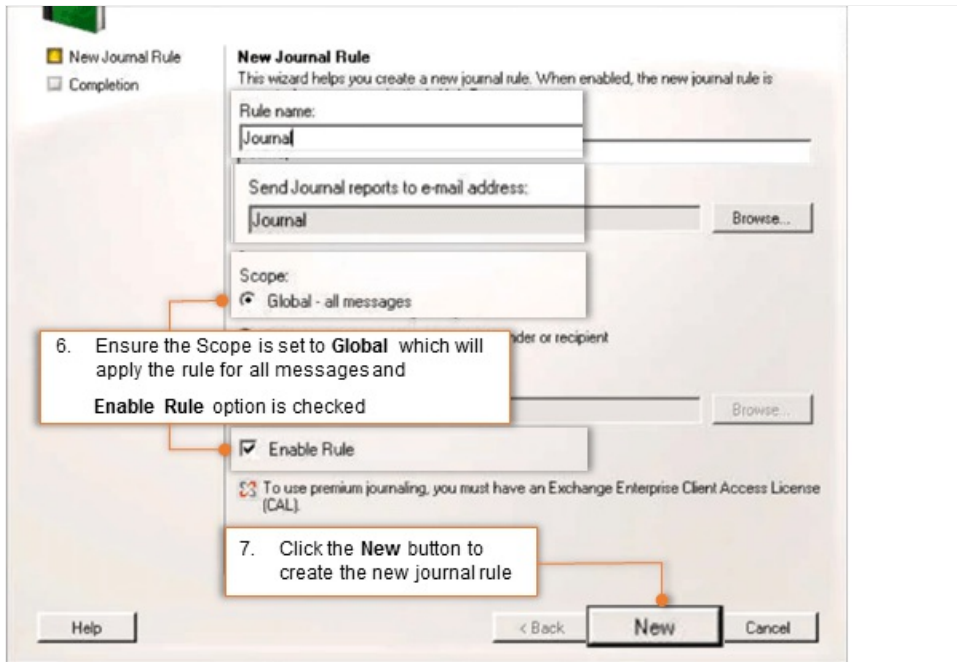 New Journal Rule
Completion
New Journal Rule
This wizard helps you create a new journal rule. When enabled, the new journal rule is
Rule name:
Journal
Send Journal reports to e-mail address:
Journal
Browse...
Scope:
Global - all messages
or recipient
6. Ensure the Scope is set to Global which will
apply the rule for all messages and
Enable Rule option is checked
Browse...
Enable Rule
To use premium journaling, you must have an Exchange Enterprise Client Access License
(CAL).
7. Click the New button to
create the new journal rule
Help
< Back
New
Cancel